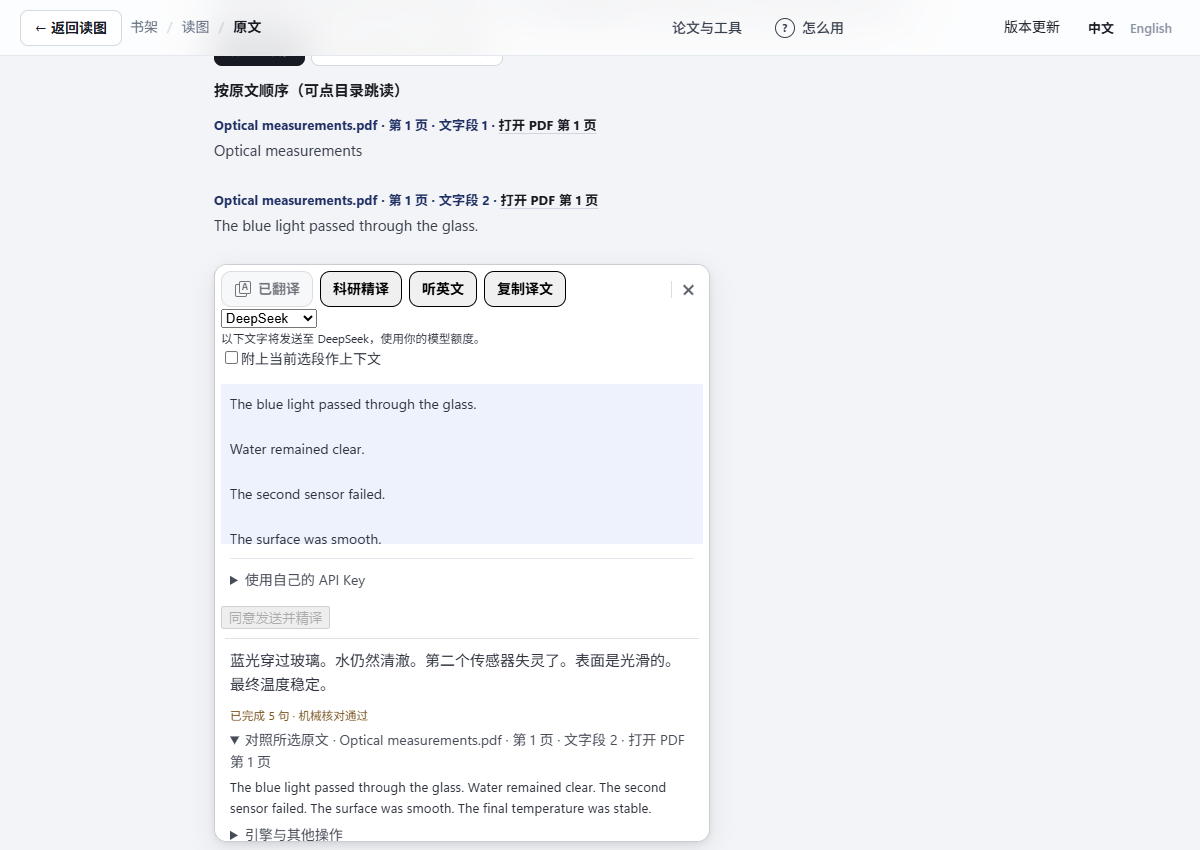 ← 返回读图 书架 / 读图 / 原文 论文与工具 ? 怎么用 版本更新 中文 English
按原文顺序（可点目录跳读）
Optical measurements.pdf · 第 1 页 · 文字段 1 · 打开 PDF 第 1 页
Optical measurements
Optical measurements.pdf · 第 1 页 · 文字段 2 · 打开 PDF 第 1 页
The blue light passed through the glass.
已翻译 科研精译 听英文 复制译文 ×
DeepSeek
以下文字将发送至 DeepSeek，使用你的模型额度。
附上当前选段作上下文
The blue light passed through the glass.
Water remained clear.
The second sensor failed.
The surface was smooth.
▶ 使用自己的 API Key
同意发送并精译
蓝光穿过玻璃。水仍然清澈。第二个传感器失灵了。表面是光滑的。
最终温度稳定。
已完成 5 句 · 机械核对通过
▼ 对照所选原文 · Optical measurements.pdf · 第 1 页 · 文字段 2 · 打开 PDF
第 1 页
The blue light passed through the glass. Water remained clear. The second
sensor failed. The surface was smooth. The final temperature was stable.
▶ 引擎与其他操作